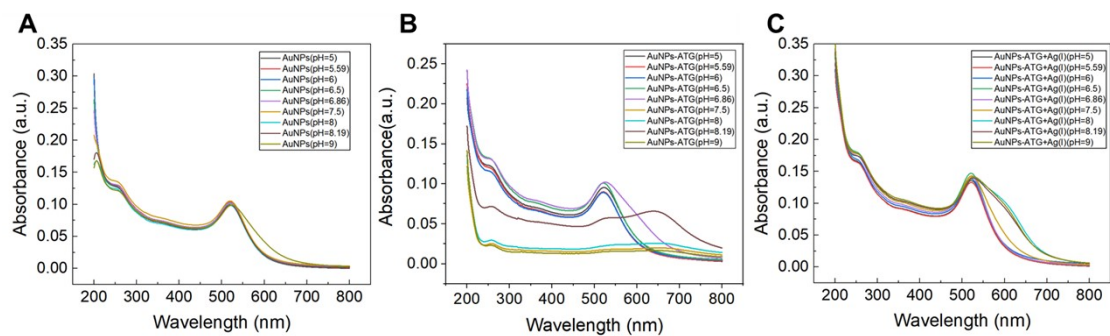 A
0.35
0.30
0.25
0.20
0.15
0.10
0.05
0.00
Absorbance (a.u.)
AuNPs(pH=5)
AuNPs(pH=5.59)
AuNPs(pH=6)
AuNPs(pH=6.5)
AuNPs(pH=6.86)
AuNPs(pH=7.5)
AuNPs(pH=8)
AuNPs(pH=8.19)
AuNPs(pH=9)
200 300 400 500 600 700 800
Wavelength (nm)
B
0.25
0.20
0.15
0.10
0.05
0.00
Absorbance(a.u.)
AuNPs-ATG(pH=5)
AuNPs-ATG(pH=5.59)
AuNPs-ATG(pH=6)
AuNPs-ATG(pH=6.5)
AuNPs-ATG(pH=6.86)
AuNPs-ATG(pH=7.5)
AuNPs-ATG(pH=8)
AuNPs-ATG(pH=8.19)
AuNPs-ATG(pH=9)
200 300 400 500 600 700 800
Wavelength (nm)
C
0.35
0.30
0.25
0.20
0.15
0.10
0.05
0.00
Absorbance (a.u.)
AuNPs-ATG+Ag(I)(pH=5)
AuNPs-ATG+Ag(I)(pH=5.59)
AuNPs-ATG+Ag(I)(pH=6)
AuNPs-ATG+Ag(I)(pH=6.5)
AuNPs-ATG+Ag(I)(pH=6.86)
AuNPs-ATG+Ag(I)(pH=7.5)
AuNPs-ATG+Ag(I)(pH=8)
AuNPs-ATG+Ag(I)(pH=8.19)
AuNPs-ATG+Ag(I)(pH=9)
200 300 400 500 600 700 800
Wavelength (nm)